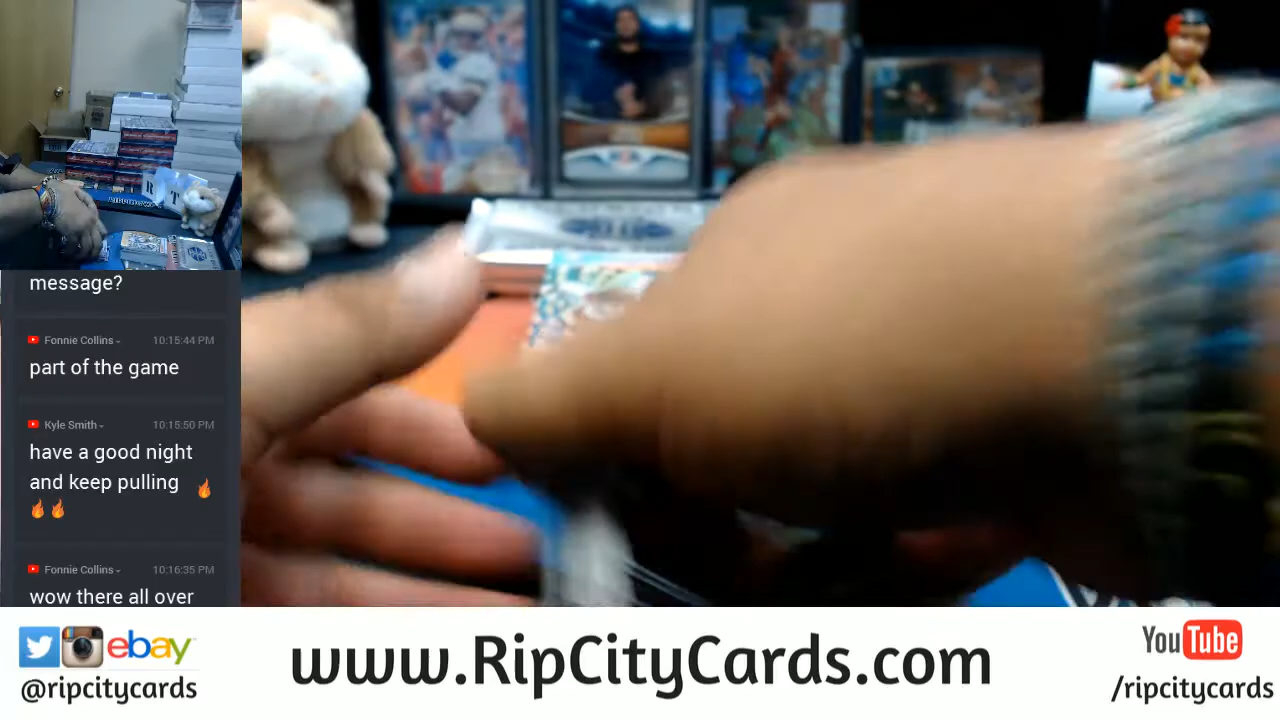 message?
Fonnie Collins
10:15:44 PM
part of the game
Kyle Smith
10:15:50 PM
have a good night
and keep pulling 🔥
🔥🔥
Fonnie Collins
10:16:35 PM
wow there all over
R T
ebay
@ripcitycards
www.RipCityCards.com
YouTube
/ripcitycards